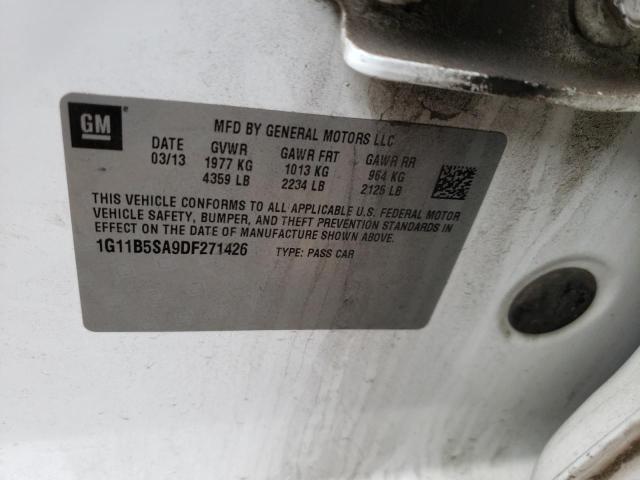 GM ®
MFD BY GENERAL MOTORS LLC
DATE GVWR GAWR FRT GAWR RR
03/13 1977 KG 1013 KG 964 KG
4359 LB 2234 LB 2125 LB
THIS VEHICLE CONFORMS TO ALL APPLICABLE U.S. FEDERAL MOTOR
VEHICLE SAFETY, BUMPER, AND THEFT PREVENTION STANDARDS IN
EFFECT ON THE DATE OF MANUFACTURE SHOWN ABOVE.
1G11B5SA9DF271426 TYPE: PASS CAR